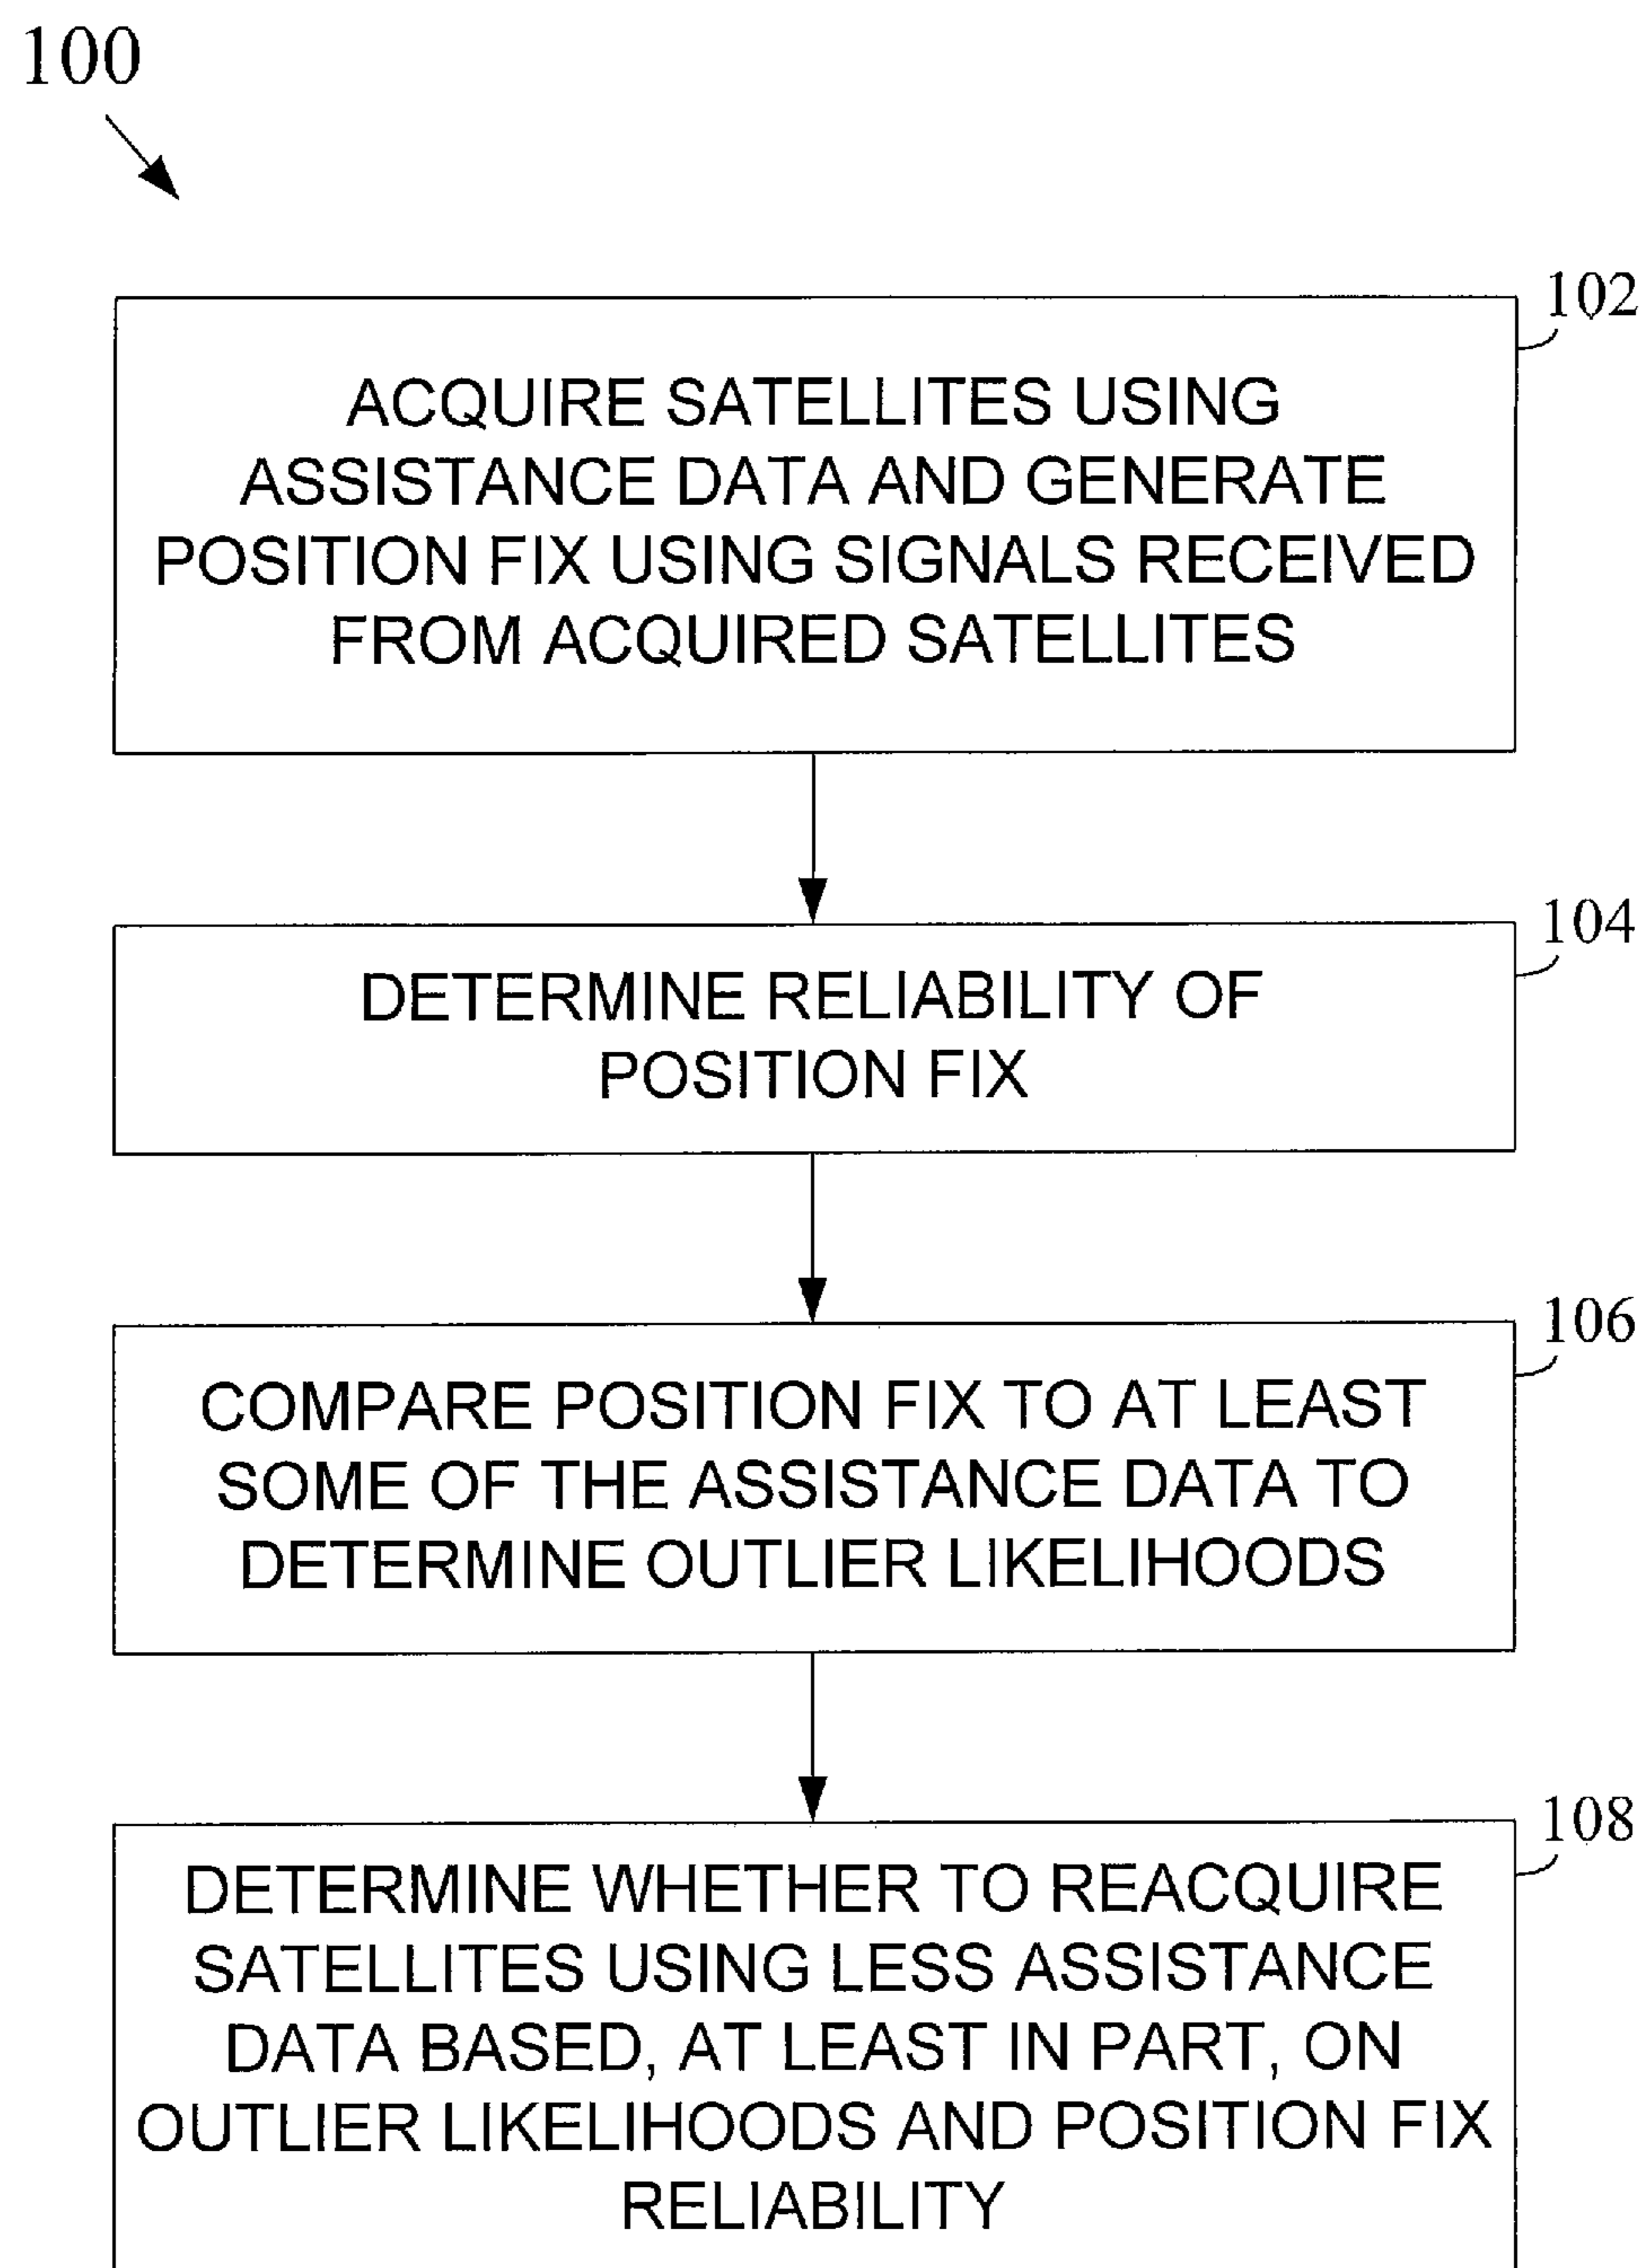 100
102
ACQUIRE SATELLITES USING
ASSISTANCE DATA AND GENERATE
POSITION FIX USING SIGNALS RECEIVED
FROM ACQUIRED SATELLITES
104
DETERMINE RELIABILITY OF
POSITION FIX
106
COMPARE POSITION FIX TO AT LEAST
SOME OF THE ASSISTANCE DATA TO
DETERMINE OUTLIER LIKELIHOODS
108
DETERMINE WHETHER TO REACQUIRE
SATELLITES USING LESS ASSISTANCE
DATA BASED, AT LEAST IN PART, ON
OUTLIER LIKELIHOODS AND POSITION FIX
RELIABILITY